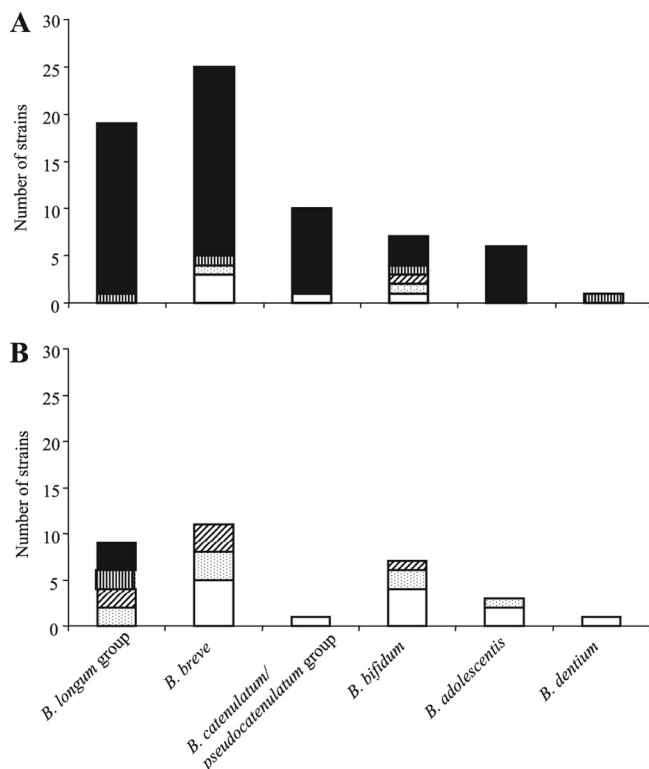 A
Number of strains
30
25
20
15
10
5
0
B
Number of strains
30
25
20
15
10
5
0
B. longum group
B. breve
B. catenulatum/
pseudocatenulatum group
B. bifidum
B. adolescentis
B. dentium